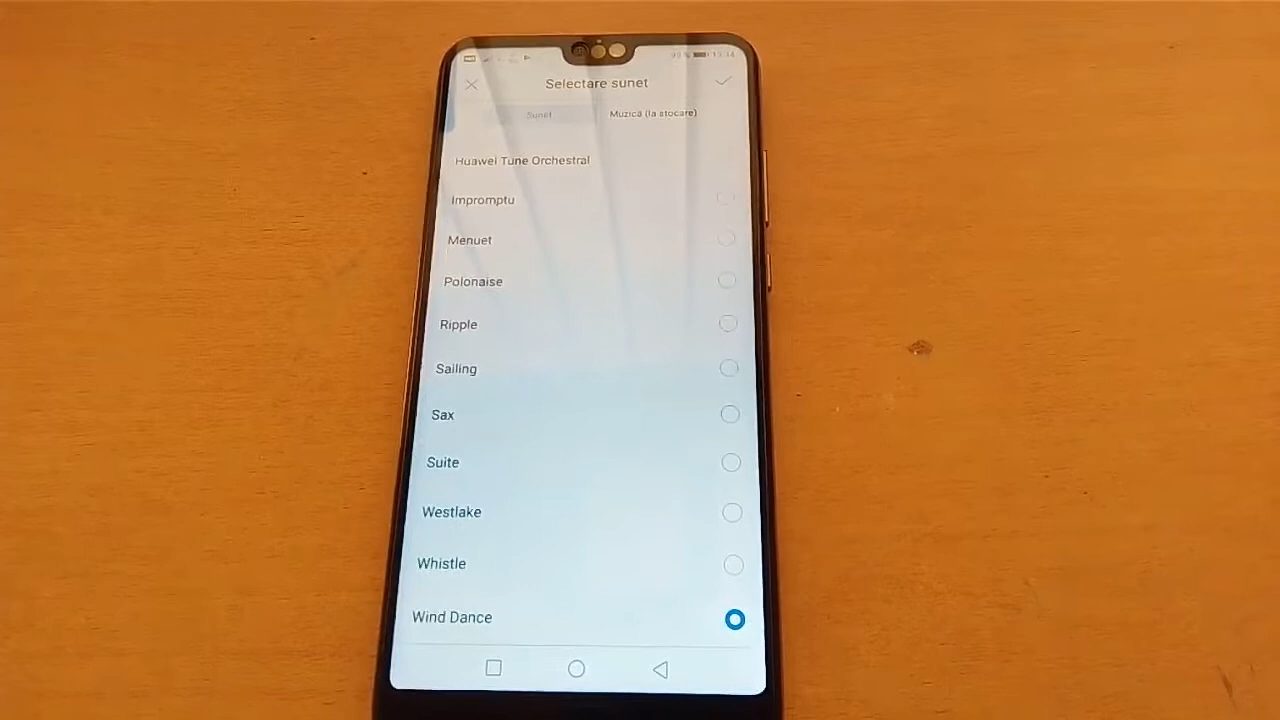 Selectare sunet
Sunet
Muzică (la stocare)
Huawei Tune Orchestral
Impromptu
Menuet
Polonaise
Ripple
Sailing
Sax
Suite
Westlake
Whistle
Wind Dance